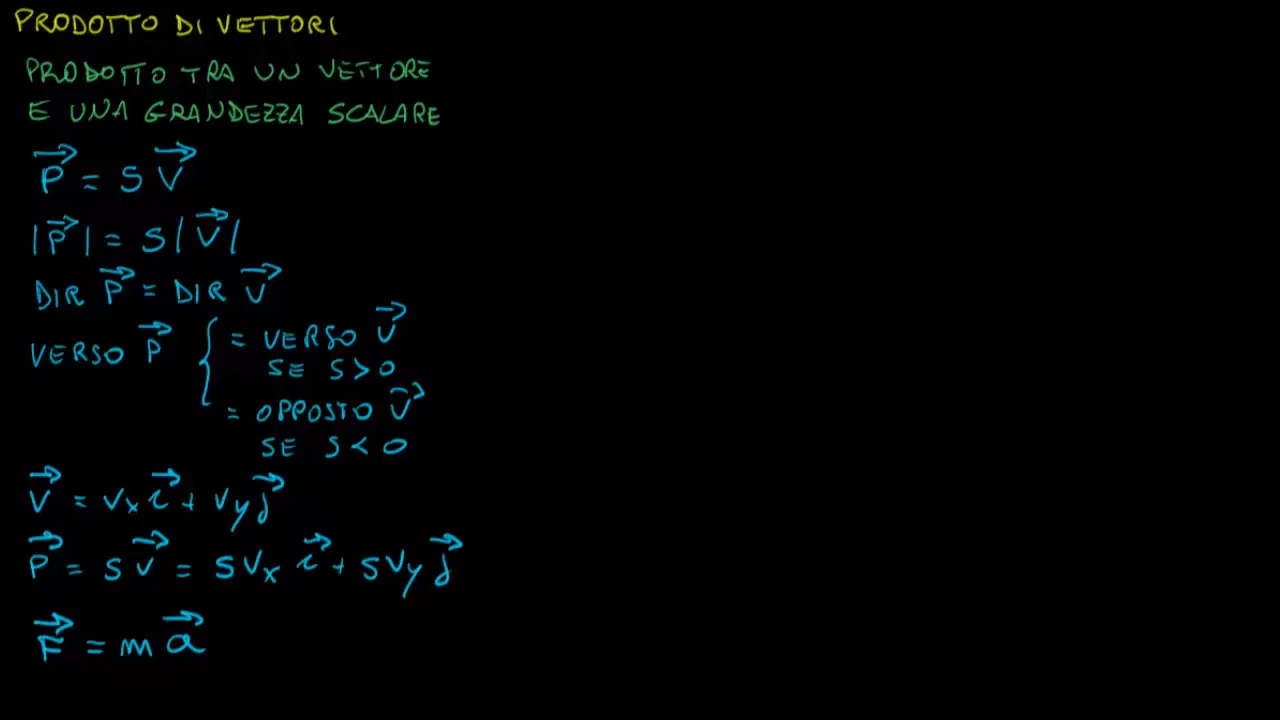 PRODOTTO DI VETTORI
PRODOTTO TRA UN VETTORE
E UNA GRANDEZZA SCALARE
P⃗ = S V⃗
|P⃗| = S|V⃗|
DIR P⃗ = DIR V⃗
VERSO P⃗ { = VERSO V⃗
SE S > 0
= OPPOSTO V⃗
SE S < 0
V⃗ = Vx i⃗ + Vy j⃗
P⃗ = S V⃗ = S Vx i⃗ + S Vy j⃗
F⃗ = m a⃗